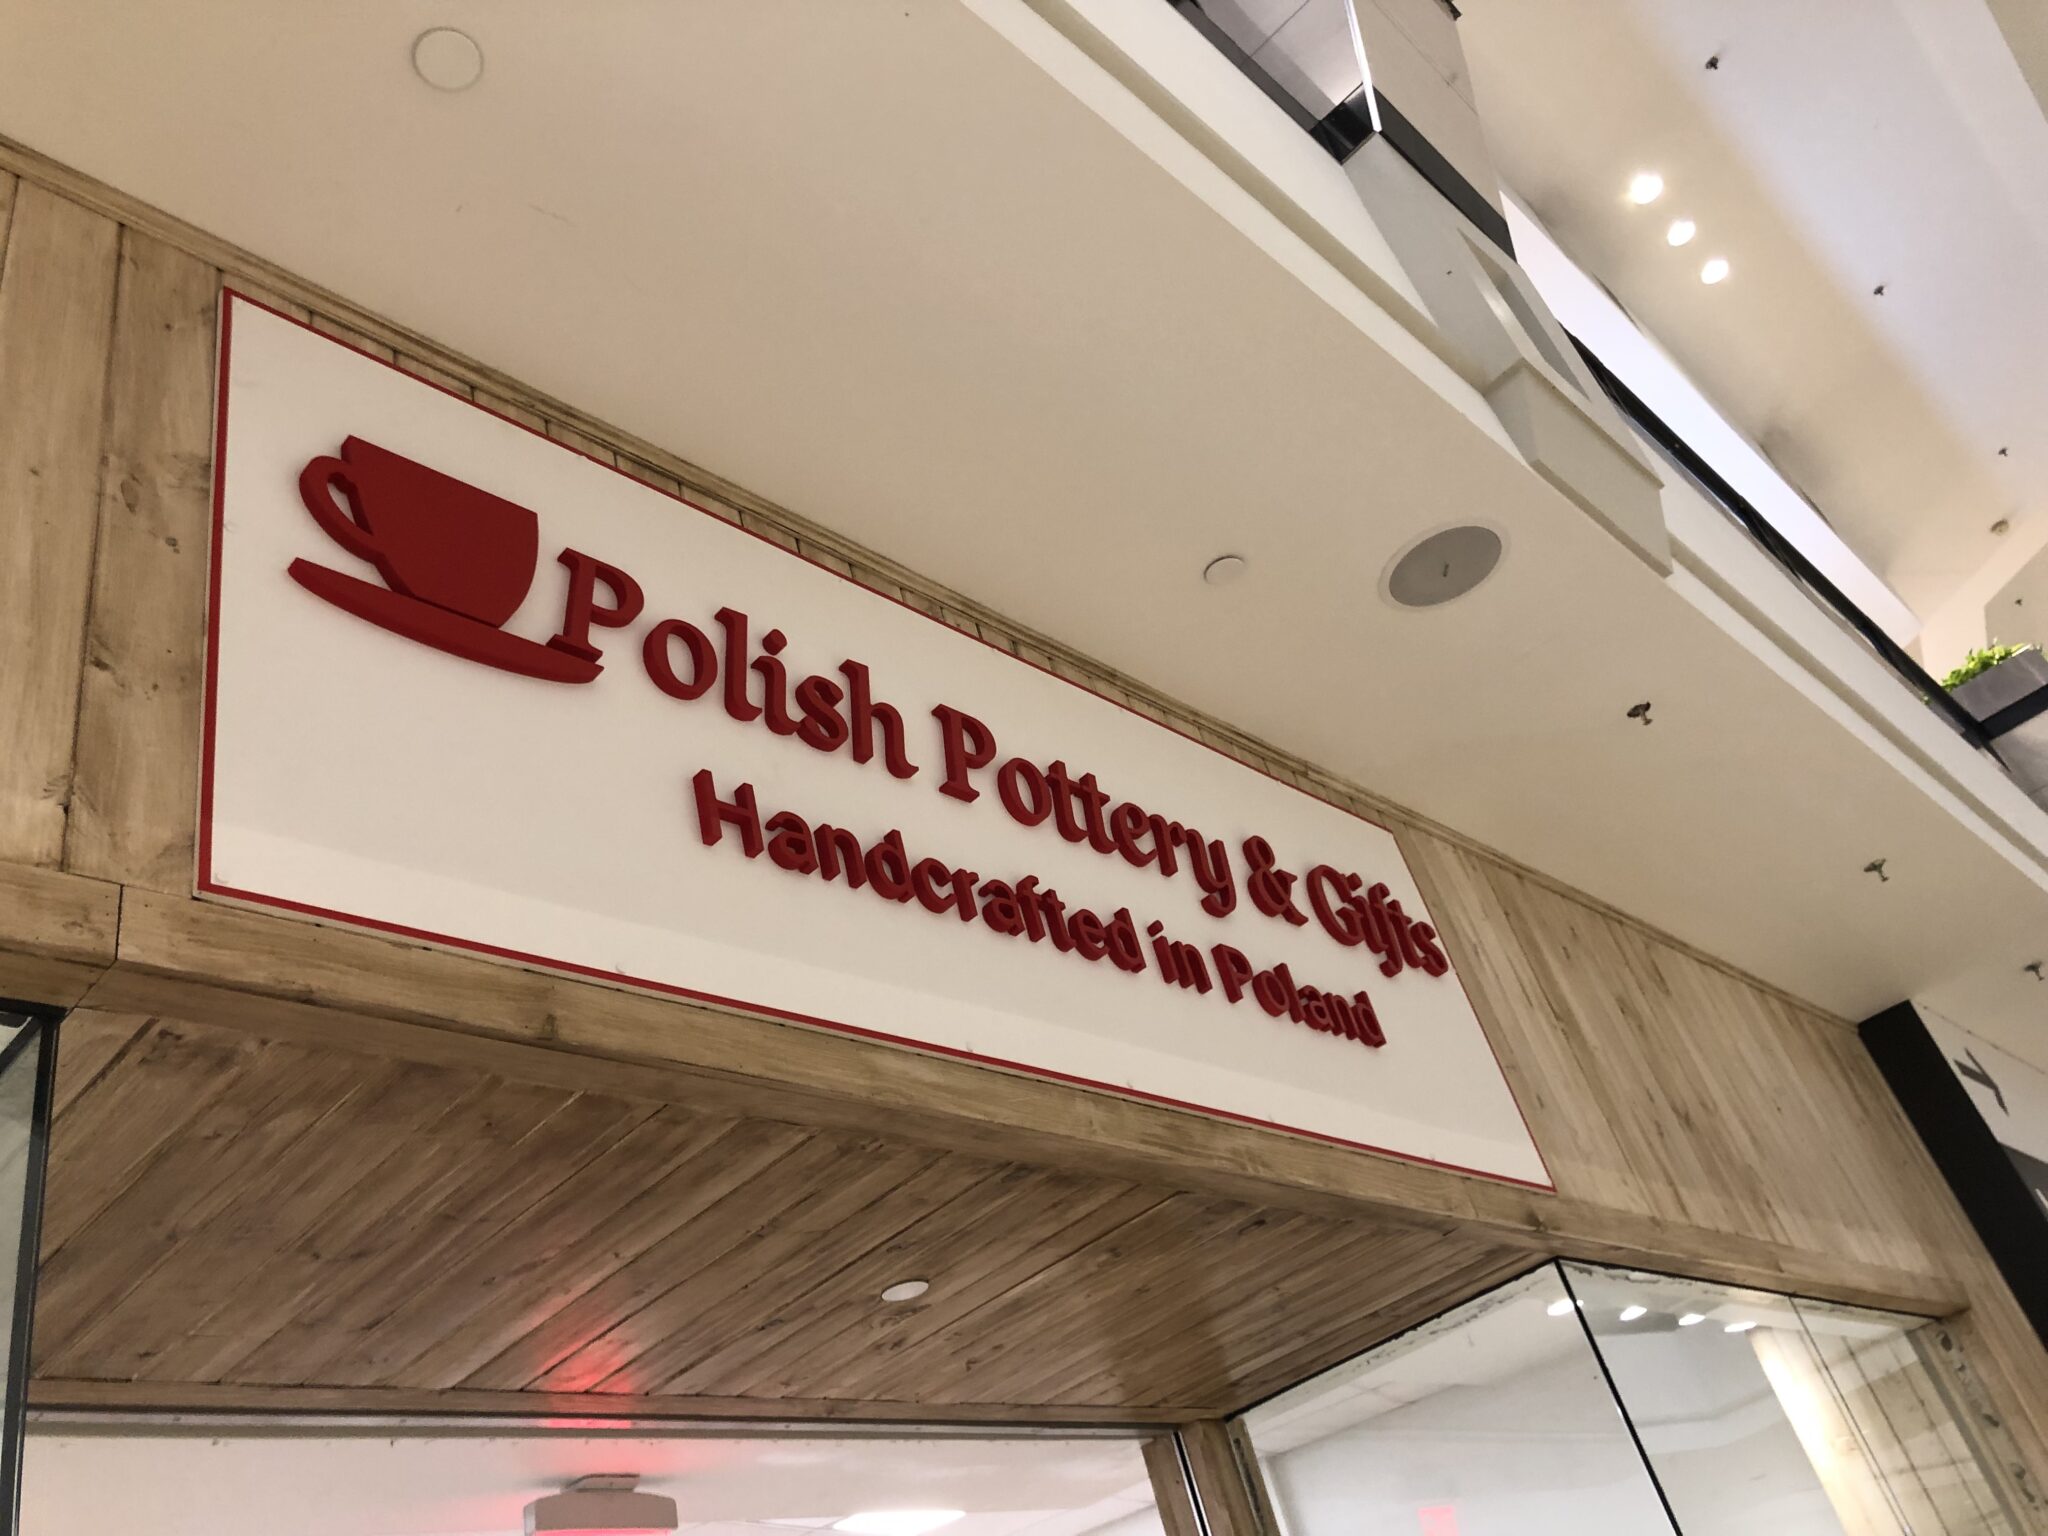 Polish Pottery & Gifts
Handcrafted in Poland